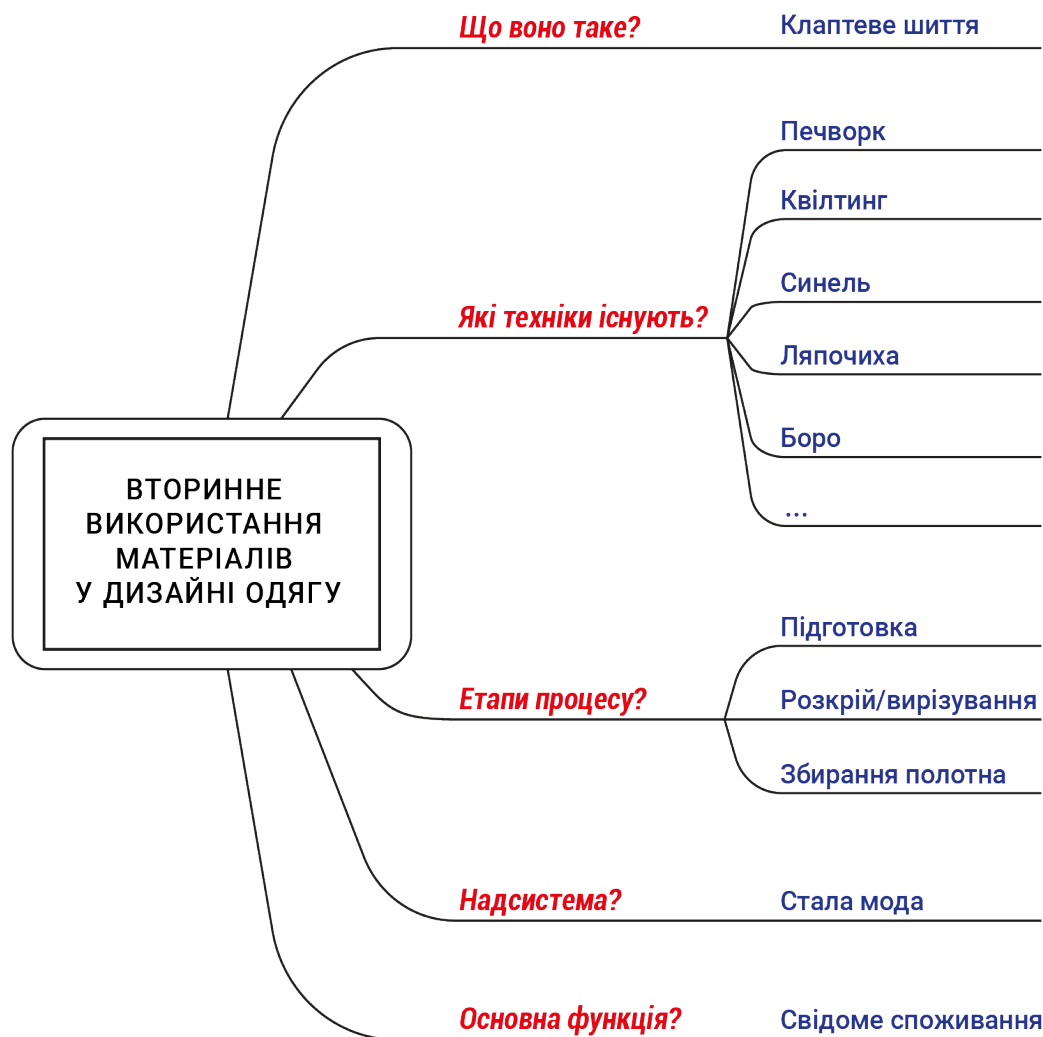 Що воно таке? Клаптеве шиття
Печворк
Квілтинг
Синель
Які техніки існують?
Ляпочиха
Боро
...
ВТОРИННЕ
ВИКОРИСТАННЯ
МАТЕРІАЛІВ
У ДИЗАЙНІ ОДЯГУ
Підготовка
Етапи процесу? Розкрій/вирізування
Збирання полотна
Надсистема? Стала мода
Основна функція? Свідоме споживання